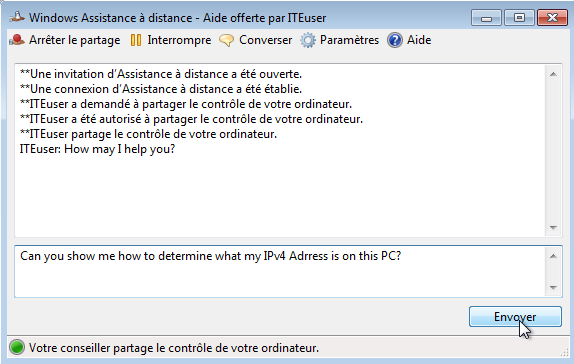 Windows Assistance à distance - Aide offerte par ITEuser
Arrêter le partage Interrompre Converser Paramètres Aide
**Une invitation d'Assistance à distance a été ouverte.
**Une connexion d'Assistance à distance a été établie.
**ITEuser a demandé à partager le contrôle de votre ordinateur.
**ITEuser a été autorisé à partager le contrôle de votre ordinateur.
**ITEuser partage le contrôle de votre ordinateur.
ITEuser: How may I help you?
Can you show me how to determine what my IPv4 Adrress is on this PC?
Envoyer
Votre conseiller partage le contrôle de votre ordinateur.